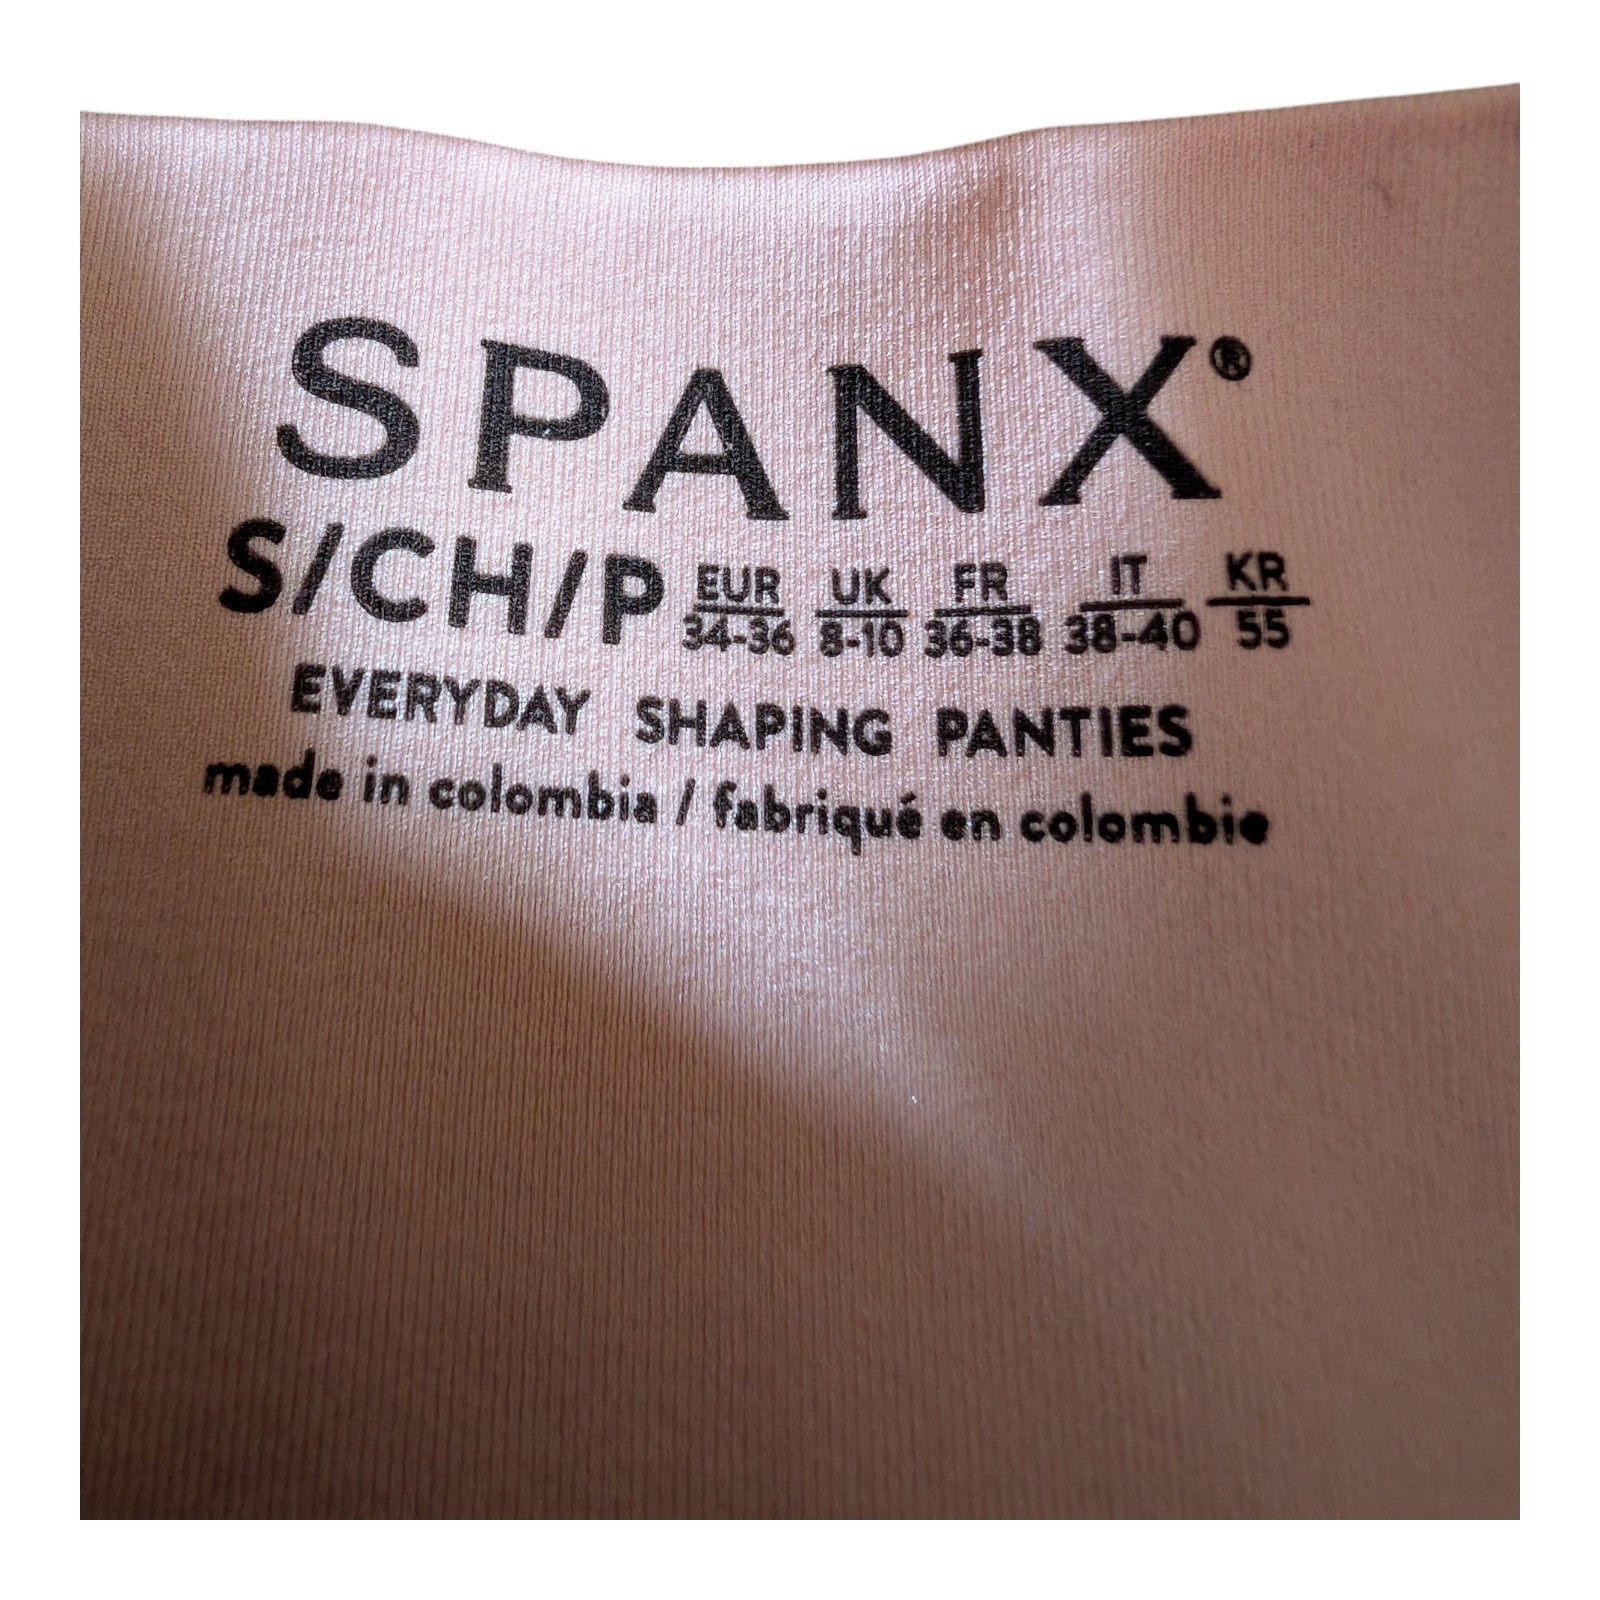 SPANX®
S/CH/P EUR 34-36 UK 8-10 FR 36-38 IT 38-40 KR 55
EVERYDAY SHAPING PANTIES
made in colombia / fabriqué en colombie